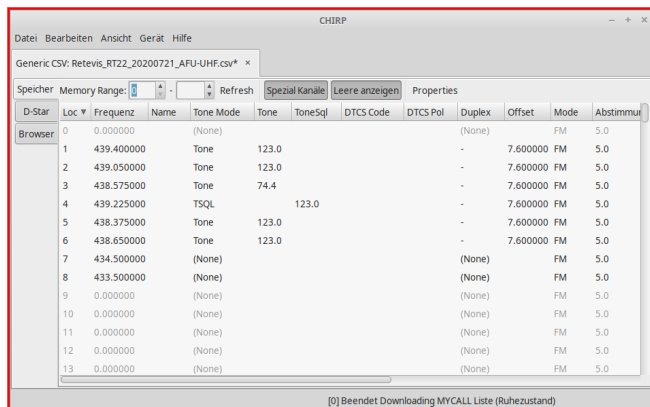 CHIRP
Datei Bearbeiten Ansicht Gerät Hilfe
Generic CSV: Retevis_RT22_20200721_AFU-UHF.csv* ×
Speicher Memory Range: 0 - Refresh Spezial Kanäle Leere anzeigen Properties
D-Star Loc Frequenz Name Tone Mode Tone ToneSql DTCS Code DTCS Pol Duplex Offset Mode Abstimmun
Browser 0 0.000000 (None) (None) FM 5.0
1 439.400000 Tone 123.0 - 7.600000 FM 5.0
2 439.050000 Tone 123.0 - 7.600000 FM 5.0
3 438.575000 Tone 74.4 - 7.600000 FM 5.0
4 439.225000 TSQL 123.0 - 7.600000 FM 5.0
5 438.375000 Tone 123.0 - 7.600000 FM 5.0
6 438.650000 Tone 123.0 - 7.600000 FM 5.0
7 434.500000 (None) (None) FM 5.0
8 433.500000 (None) (None) FM 5.0
9 0.000000 (None) (None) FM 5.0
10 0.000000 (None) (None) FM 5.0
11 0.000000 (None) (None) FM 5.0
12 0.000000 (None) (None) FM 5.0
13 0.000000 (None) (None) FM 5.0
[0] Beendet Downloading MYCALL Liste (Ruhezustand)